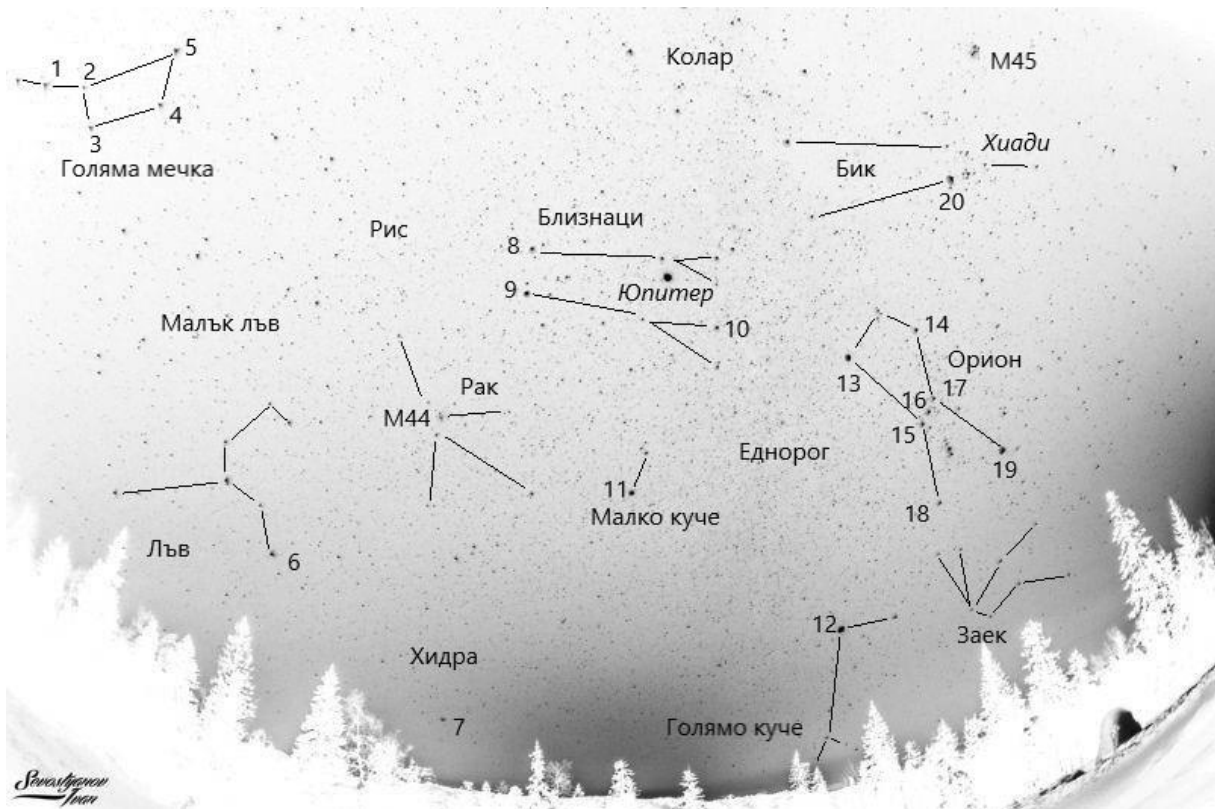 Колар
M45
5
1
2
4
3
Голяма мечка
Хиади
Бик
20
Близнаци
Рис
8
9
Юпитер
10
Малък лъв
14
13
Орион
17
16
15
Рак
M44
Еднорог
19
11
Малко куче
18
Лъв
6
12
Заек
Хидра
7
Голямо куче
Sevostyanov
Ivan